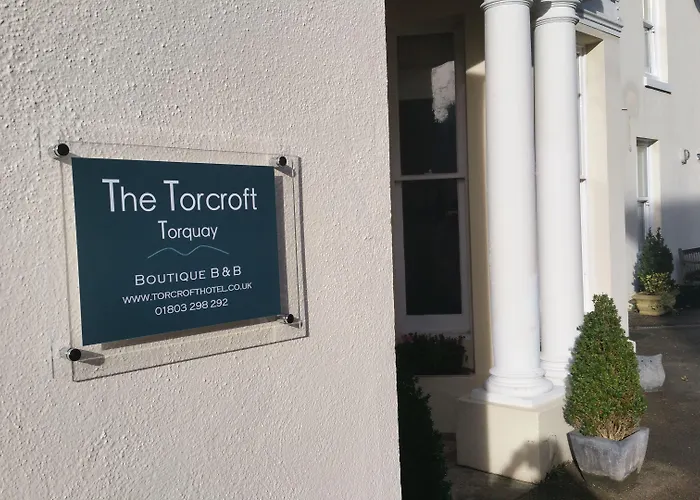 The Torcroft
Torquay
BOUTIQUE B & B
WWW.TORCROFTHOTEL.CO.UK
01803 298 292